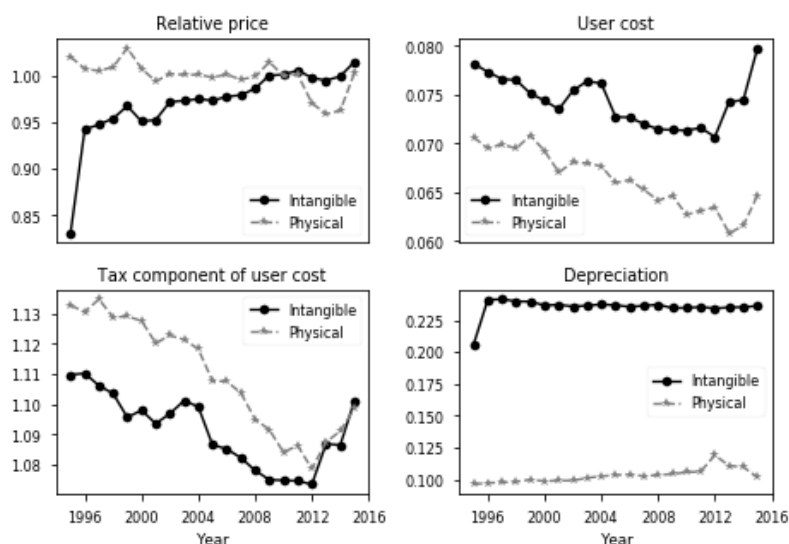 Relative price
1.00
0.95
0.90
0.85
Intangible
Physical
User cost
0.080
0.075
0.070
0.065
0.060
Intangible
Physical
Tax component of user cost
1.13
1.12
1.11
1.10
1.09
1.08
Intangible
Physical
1996 2000 2004 2008 2012 2016
Year
Depreciation
0.225
0.200
0.175
0.150
0.125
0.100
Intangible
Physical
1996 2000 2004 2008 2012 2016
Year